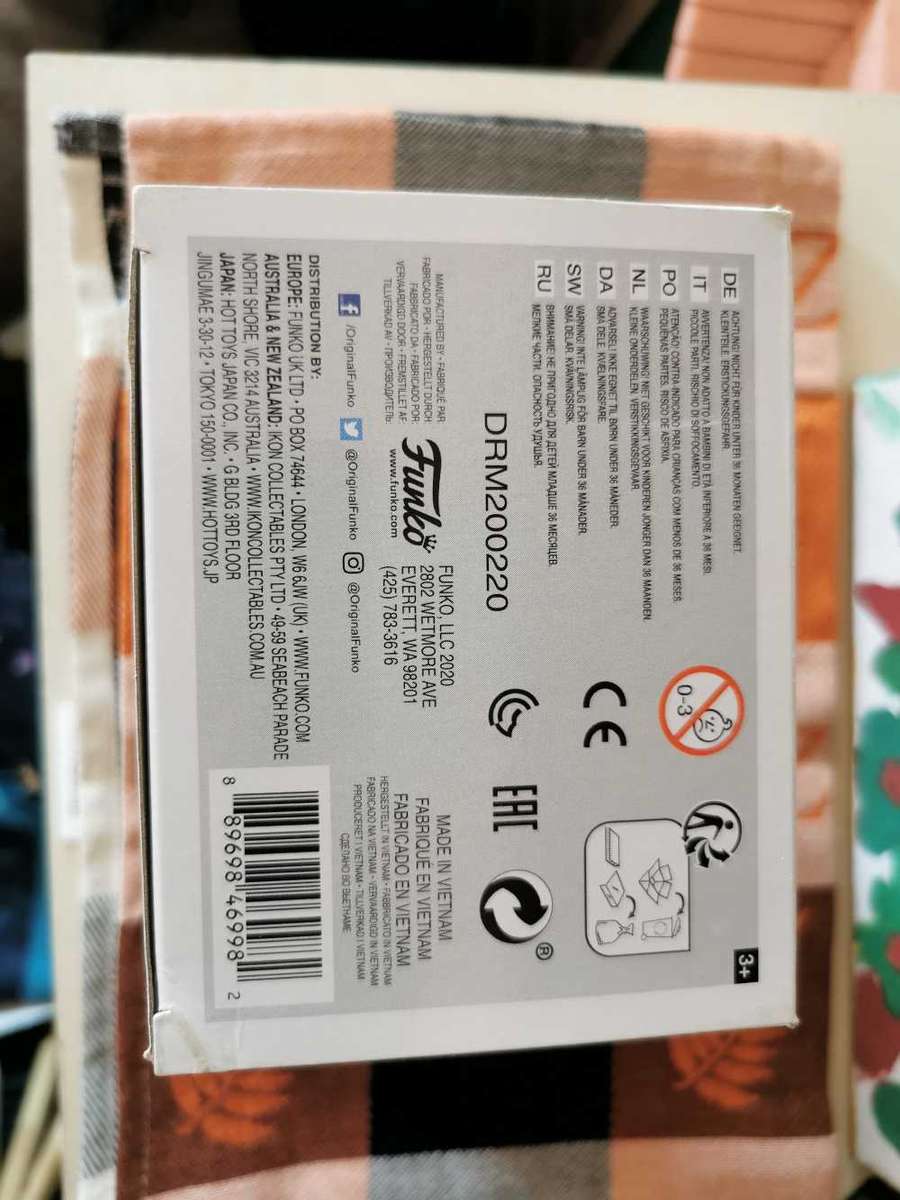 3+
DE ACHTUNG! NICHT FÜR KINDER UNTER 36 MONATEN GEEIGNET.
KLEINTEILE. ERSTICKUNGSGEFAHR.
IT AVVERTENZA! NON ADATTO A BAMBINI DI ETÀ INFERIORE A 36 MESI.
PICCOLE PARTI. RISCHIO DI SOFFOCAMENTO.
PO ATENÇÃO! CONTRA INDICADO PARA CRIANÇAS COM MENOS DE 36 MESES.
PEQUENAS PARTES. RISCO DE ASFIXIA.
NL WAARSCHUWING! NIET GESCHIKT VOOR KINDEREN JONGER DAN 36 MAANDEN.
KLEINE ONDERDELEN. VERSTIKKINGSGEVAAR.
DA ADVARSEL! IKKE EGNET TIL BØRN UNDER 36 MÅNEDER.
SMÅ DELE. KVÆLNINGSFARE.
SW VARNING! INTE LÄMPLIG FÖR BARN UNDER 36 MÅNADER.
SMÅ DELAR. KVÄVNINGSRISK.
RU ВНИМАНИЕ! НЕ ПРИГОДНО ДЛЯ ДЕТЕЙ МЛАДШЕ 36 МЕСЯЦЕВ.
МЕЛКИЕ ЧАСТИ. ОПАСНОСТЬ УДУШЬЯ.
0-3
CE
EAC
®
DRM200220
MANUFACTURED BY • FABRIQUÉ PAR
FABRICADO POR • HERGESTELLT DURCH
FABBRICATO DA • FABRICADO POR:
VERVAARDIGD DOOR • FREMSTILLET AF:
TILLVERKAD AV • ПРОИЗВОДИТЕЛЬ:
Funko
www.funko.com
FUNKO, LLC 2020
2802 WETMORE AVE
EVERETT, WA 98201
(425) 783-3616
MADE IN VIETNAM
FABRIQUÉ EN VIETNAM
FABRICADO EN VIETNAM
HERGESTELLT IN VIETNAM • FABBRICATO IN VIETNAM
FABRICADO NA VIETNAM • VERVAARDIGD IN VIETNAM
PRODUCERET I VIETNAM • TILLVERKAD I VIETNAM
СДЕЛАНО ВО ВЬЕТНАМЕ
/OriginalFunko @OriginalFunko @OriginalFunko
DISTRIBUTION BY:
EUROPE: FUNKO UK LTD • PO BOX 74644 • LONDON, W6 6JW (UK) • WWW.FUNKO.COM
AUSTRALIA & NEW ZEALAND: IKON COLLECTABLES PTY LTD • 49-59 SEABEACH PARADE
NORTH SHORE, VIC 3214 AUSTRALIA • WWW.IKONCOLLECTABLES.COM.AU
JAPAN: HOT TOYS JAPAN CO., INC. • G BLDG 3RD FLOOR
JINGUMAE 3-30-12 • TOKYO 150-0001 • WWW.HOTTOYS.JP
8 89698 46998 2